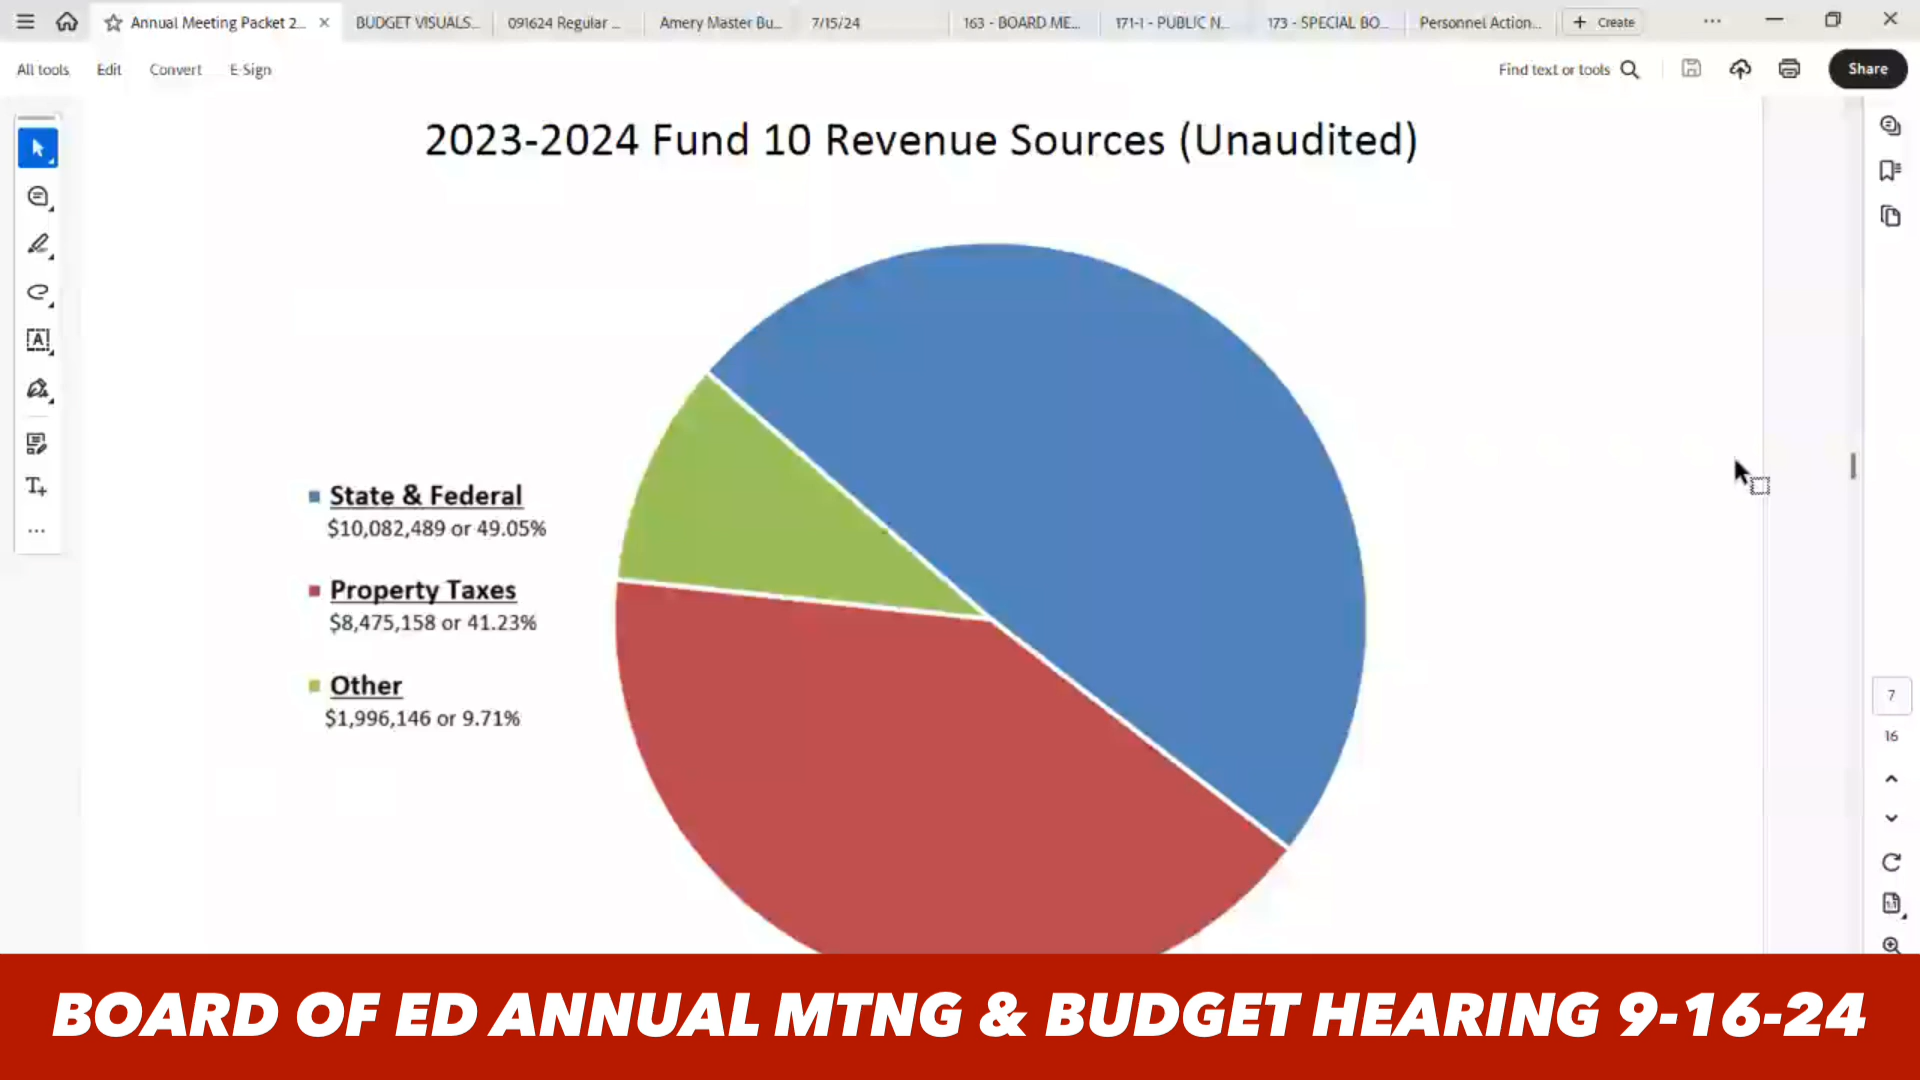 Annual Meeting Packet 2...
BUDGET VISUALS...
091624 Regular ...
Amery Master Bu...
7/15/24
163 - BOARD ME...
171-I - PUBLIC N...
173 - SPECIAL BO...
Personnel Action...
Create
All tools
Edit
Convert
E-Sign
Find text or tools
Share
2023-2024 Fund 10 Revenue Sources (Unaudited)
State & Federal
$10,082,489 or 49.05%
Property Taxes
$8,475,158 or 41.23%
Other
$1,996,146 or 9.71%
7
16
BOARD OF ED ANNUAL MTNG & BUDGET HEARING 9-16-24